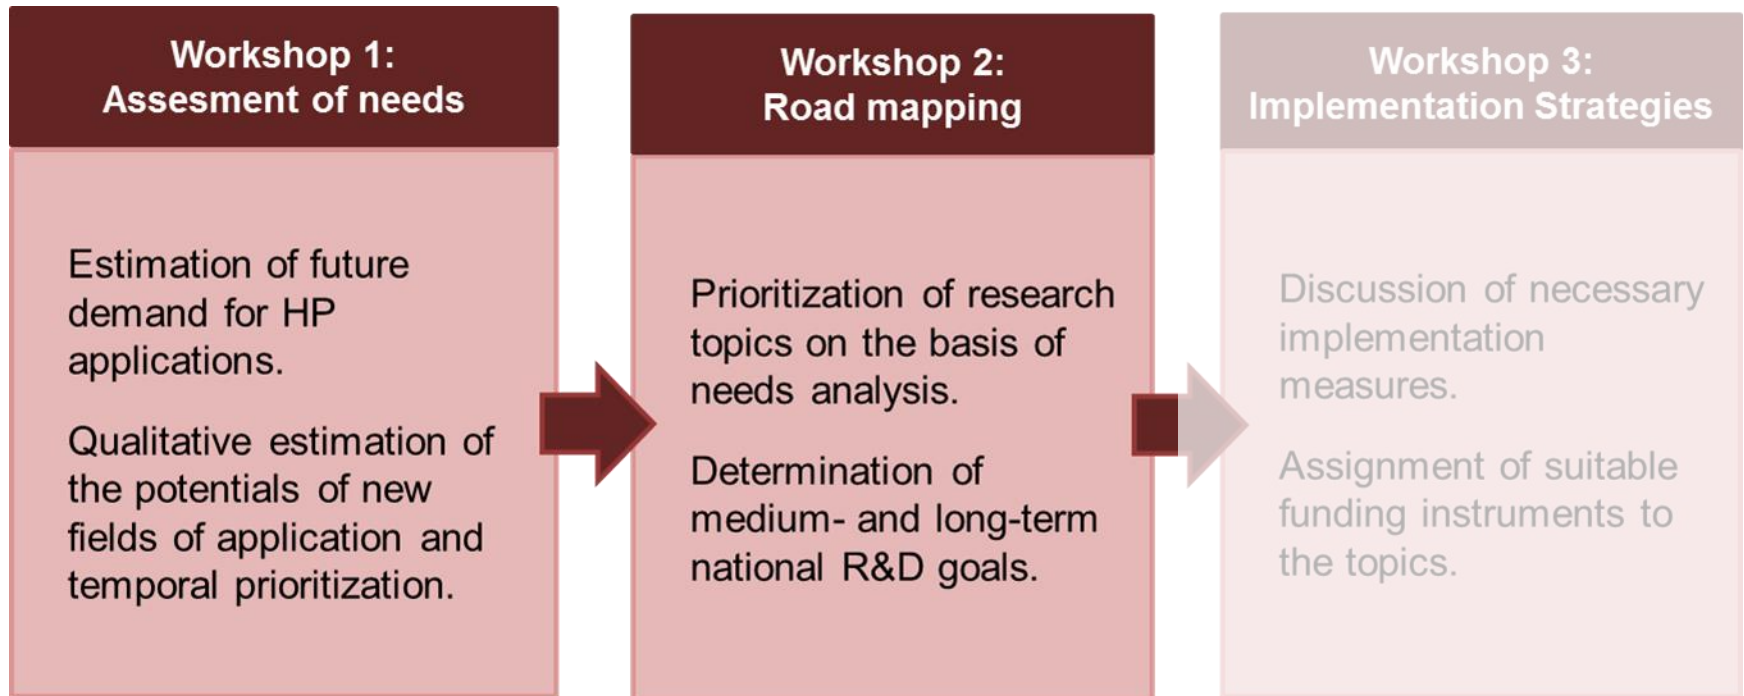 Workshop 1:
Assesment of needs
Estimation of future
demand for HP
applications.
Qualitative estimation of
the potentials of new
fields of application and
temporal prioritization.
Workshop 2:
Road mapping
Prioritization of research
topics on the basis of
needs analysis.
Determination of
medium- and long-term
national R&D goals.
Workshop 3:
Implementation Strategies
Discussion of necessary
implementation
measures.
Assignment of suitable
funding instruments to
the topics.